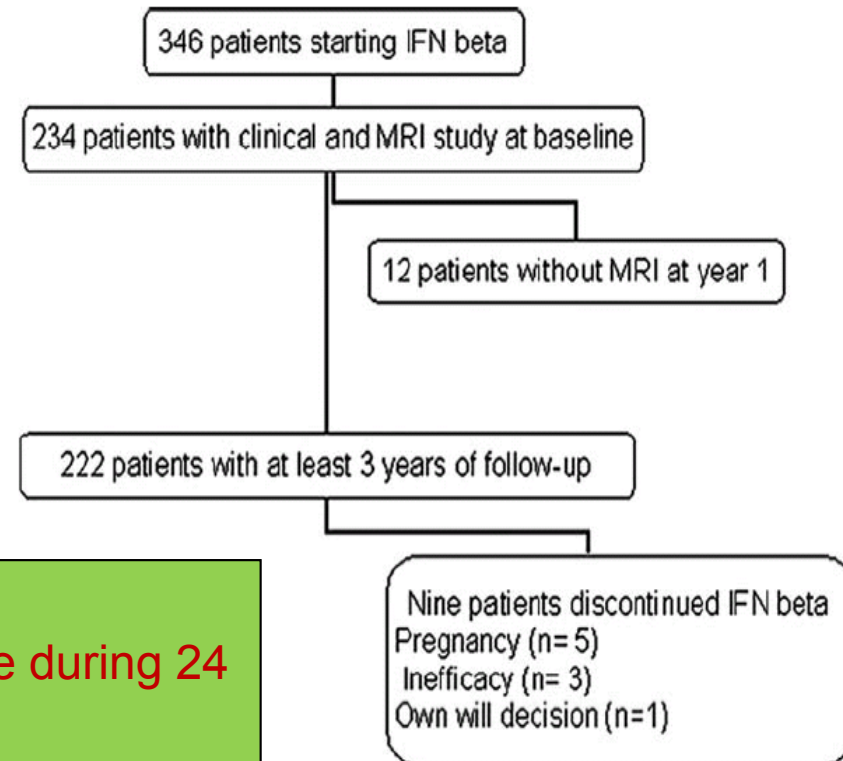 346 patients starting IFN beta
234 patients with clinical and MRI study at baseline
12 patients without MRI at year 1
222 patients with at least 3 years of follow-up
Nine patients discontinued IFN beta
Pregnancy (n= 5)
Inefficacy (n= 3)
Own will decision (n=1)
e during 24